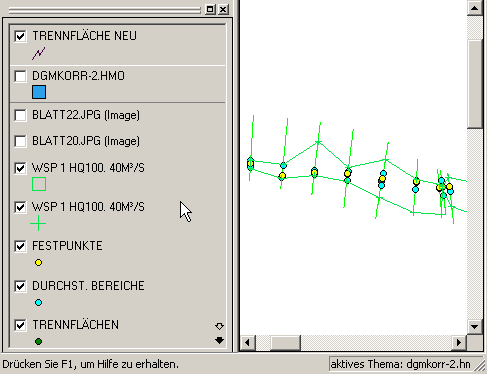 TRENNFLÄCHE NEU
DGMKORR-2.HMO
BLATT22.JPG (Image)
BLATT20.JPG (Image)
WSP 1 HQ100. 40M³/S
WSP 1 HQ100. 40M³/S
FESTPUNKTE
DURCHST. BEREICHE
TRENNFLÄCHEN
Drücken Sie F1, um Hilfe zu erhalten.
aktives Thema: dgmkorr-2.hn